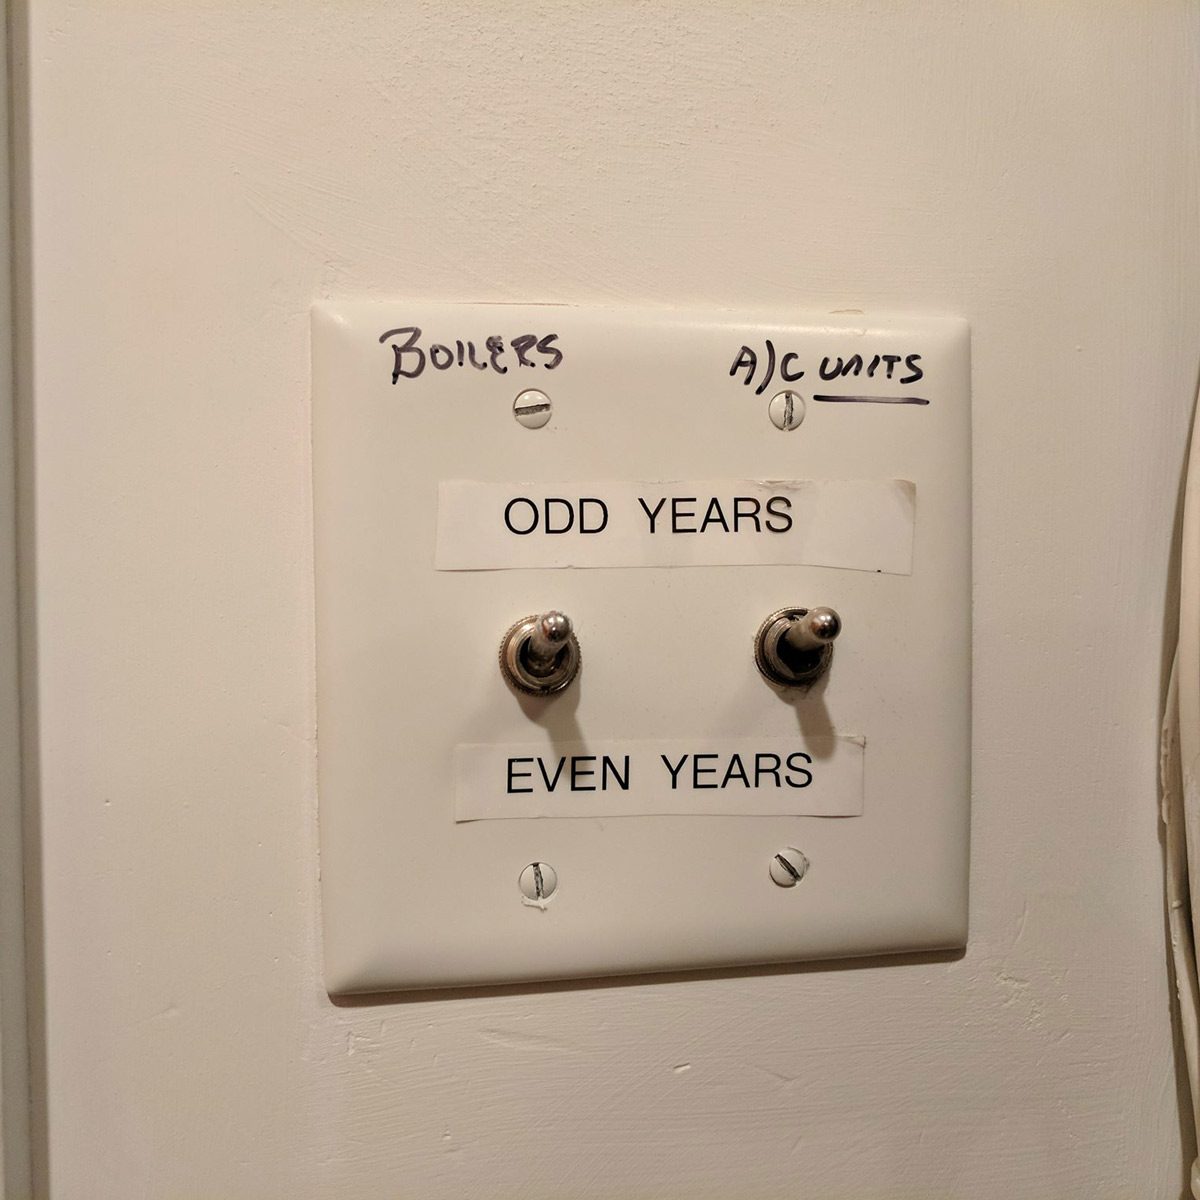 BOILERS A/C UNITS
ODD YEARS
EVEN YEARS